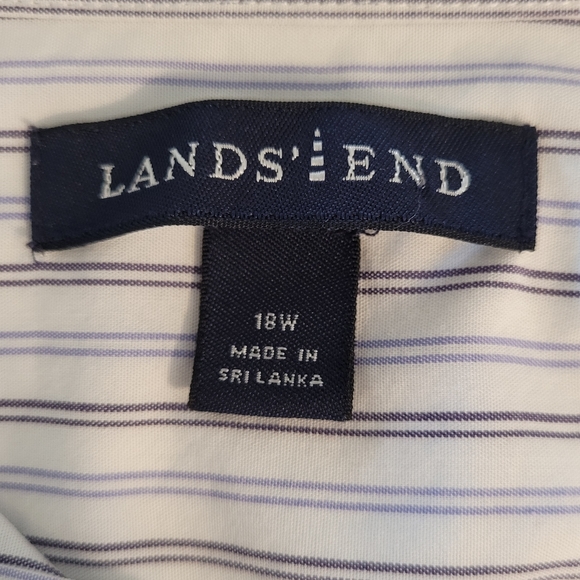 LANDS' END
18W
MADE IN
SRI LANKA